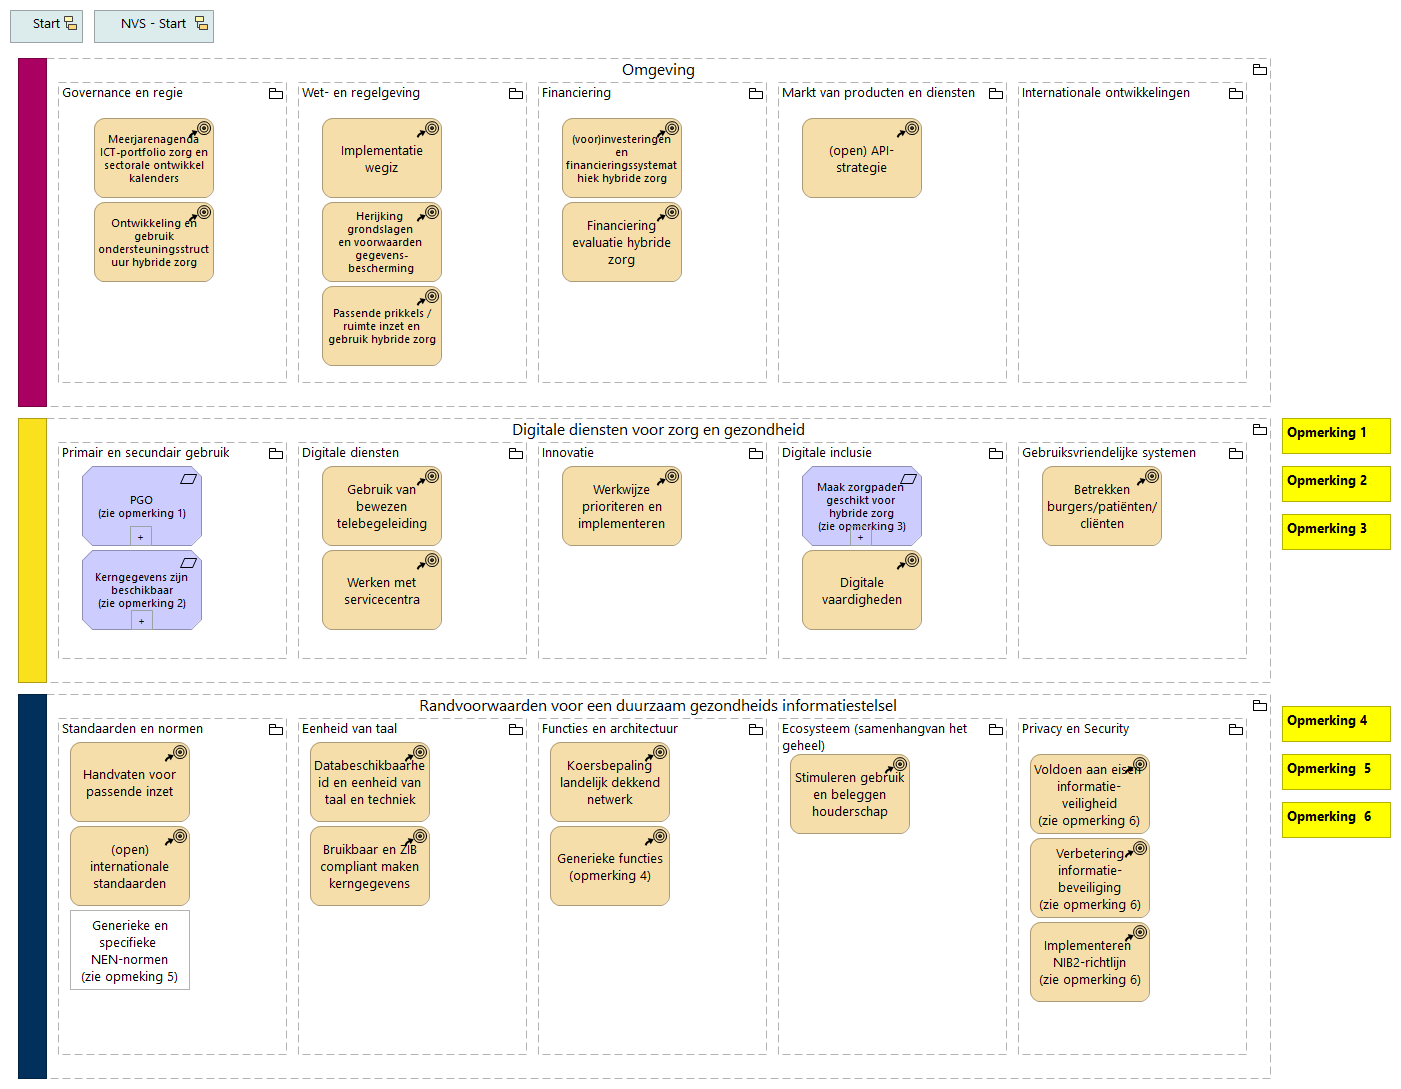 Start
NVS - Start
Omgeving
Governance en regie
Meerjarenagenda
ICT-portfolio zorg en
sectorale ontwikkel
kalenders
Ontwikkeling en
gebruik
ondersteuningsstruct
uur hybride zorg
Wet- en regelgeving
Implementatie
wegiz
Herijking
grondslagen
en voorwaarden
gegevens-
bescherming
Passende prikkels /
ruimte inzet en
gebruik hybride zorg
Financiering
(voor)investeringen
en
financieringssystemat
hiek hybride zorg
Financiering
evaluatie hybride
zorg
Markt van producten en diensten
(open) API-
strategie
Internationale ontwikkelingen
Digitale diensten voor zorg en gezondheid
Primair en secundair gebruik
PGO
(zie opmerking 1)
+
Kerngegevens zijn
beschikbaar
(zie opmerking 2)
+
Digitale diensten
Gebruik van
bewezen
telebegeleiding
Werken met
servicecentra
Innovatie
Werkwijze
prioriteren en
implementeren
Digitale inclusie
Maak zorgpaden
geschikt voor
hybride zorg
(zie opmerking 3)
+
Digitale
vaardigheden
Gebruiksvriendelijke systemen
Betrekken
burgers/patiënten/
cliënten
Opmerking 1
Opmerking 2
Opmerking 3
Randvoorwaarden voor een duurzaam gezondheids informatiestelsel
Standaarden en normen
Handvaten voor
passende inzet
(open)
internationale
standaarden
Generieke en
specifieke
NEN-normen
(zie opmeking 5)
Eenheid van taal
Databeschikbaarhe
id en eenheid van
taal en techniek
Bruikbaar en ZIB
compliant maken
kerngegevens
Functies en architectuur
Koersbepaling
landelijk dekkend
netwerk
Generieke functies
(opmerking 4)
Ecosysteem (samenhangvan het
geheel)
Stimuleren gebruik
en beleggen
houderschap
Privacy en Security
Voldoen aan eisen
informatie-
veiligheid
(zie opmerking 6)
Verbetering
informatie-
beveiliging
(zie opmerking 6)
Implementeren
NIB2-richtlijn
(zie opmerking 6)
Opmerking 4
Opmerking  5
Opmerking  6